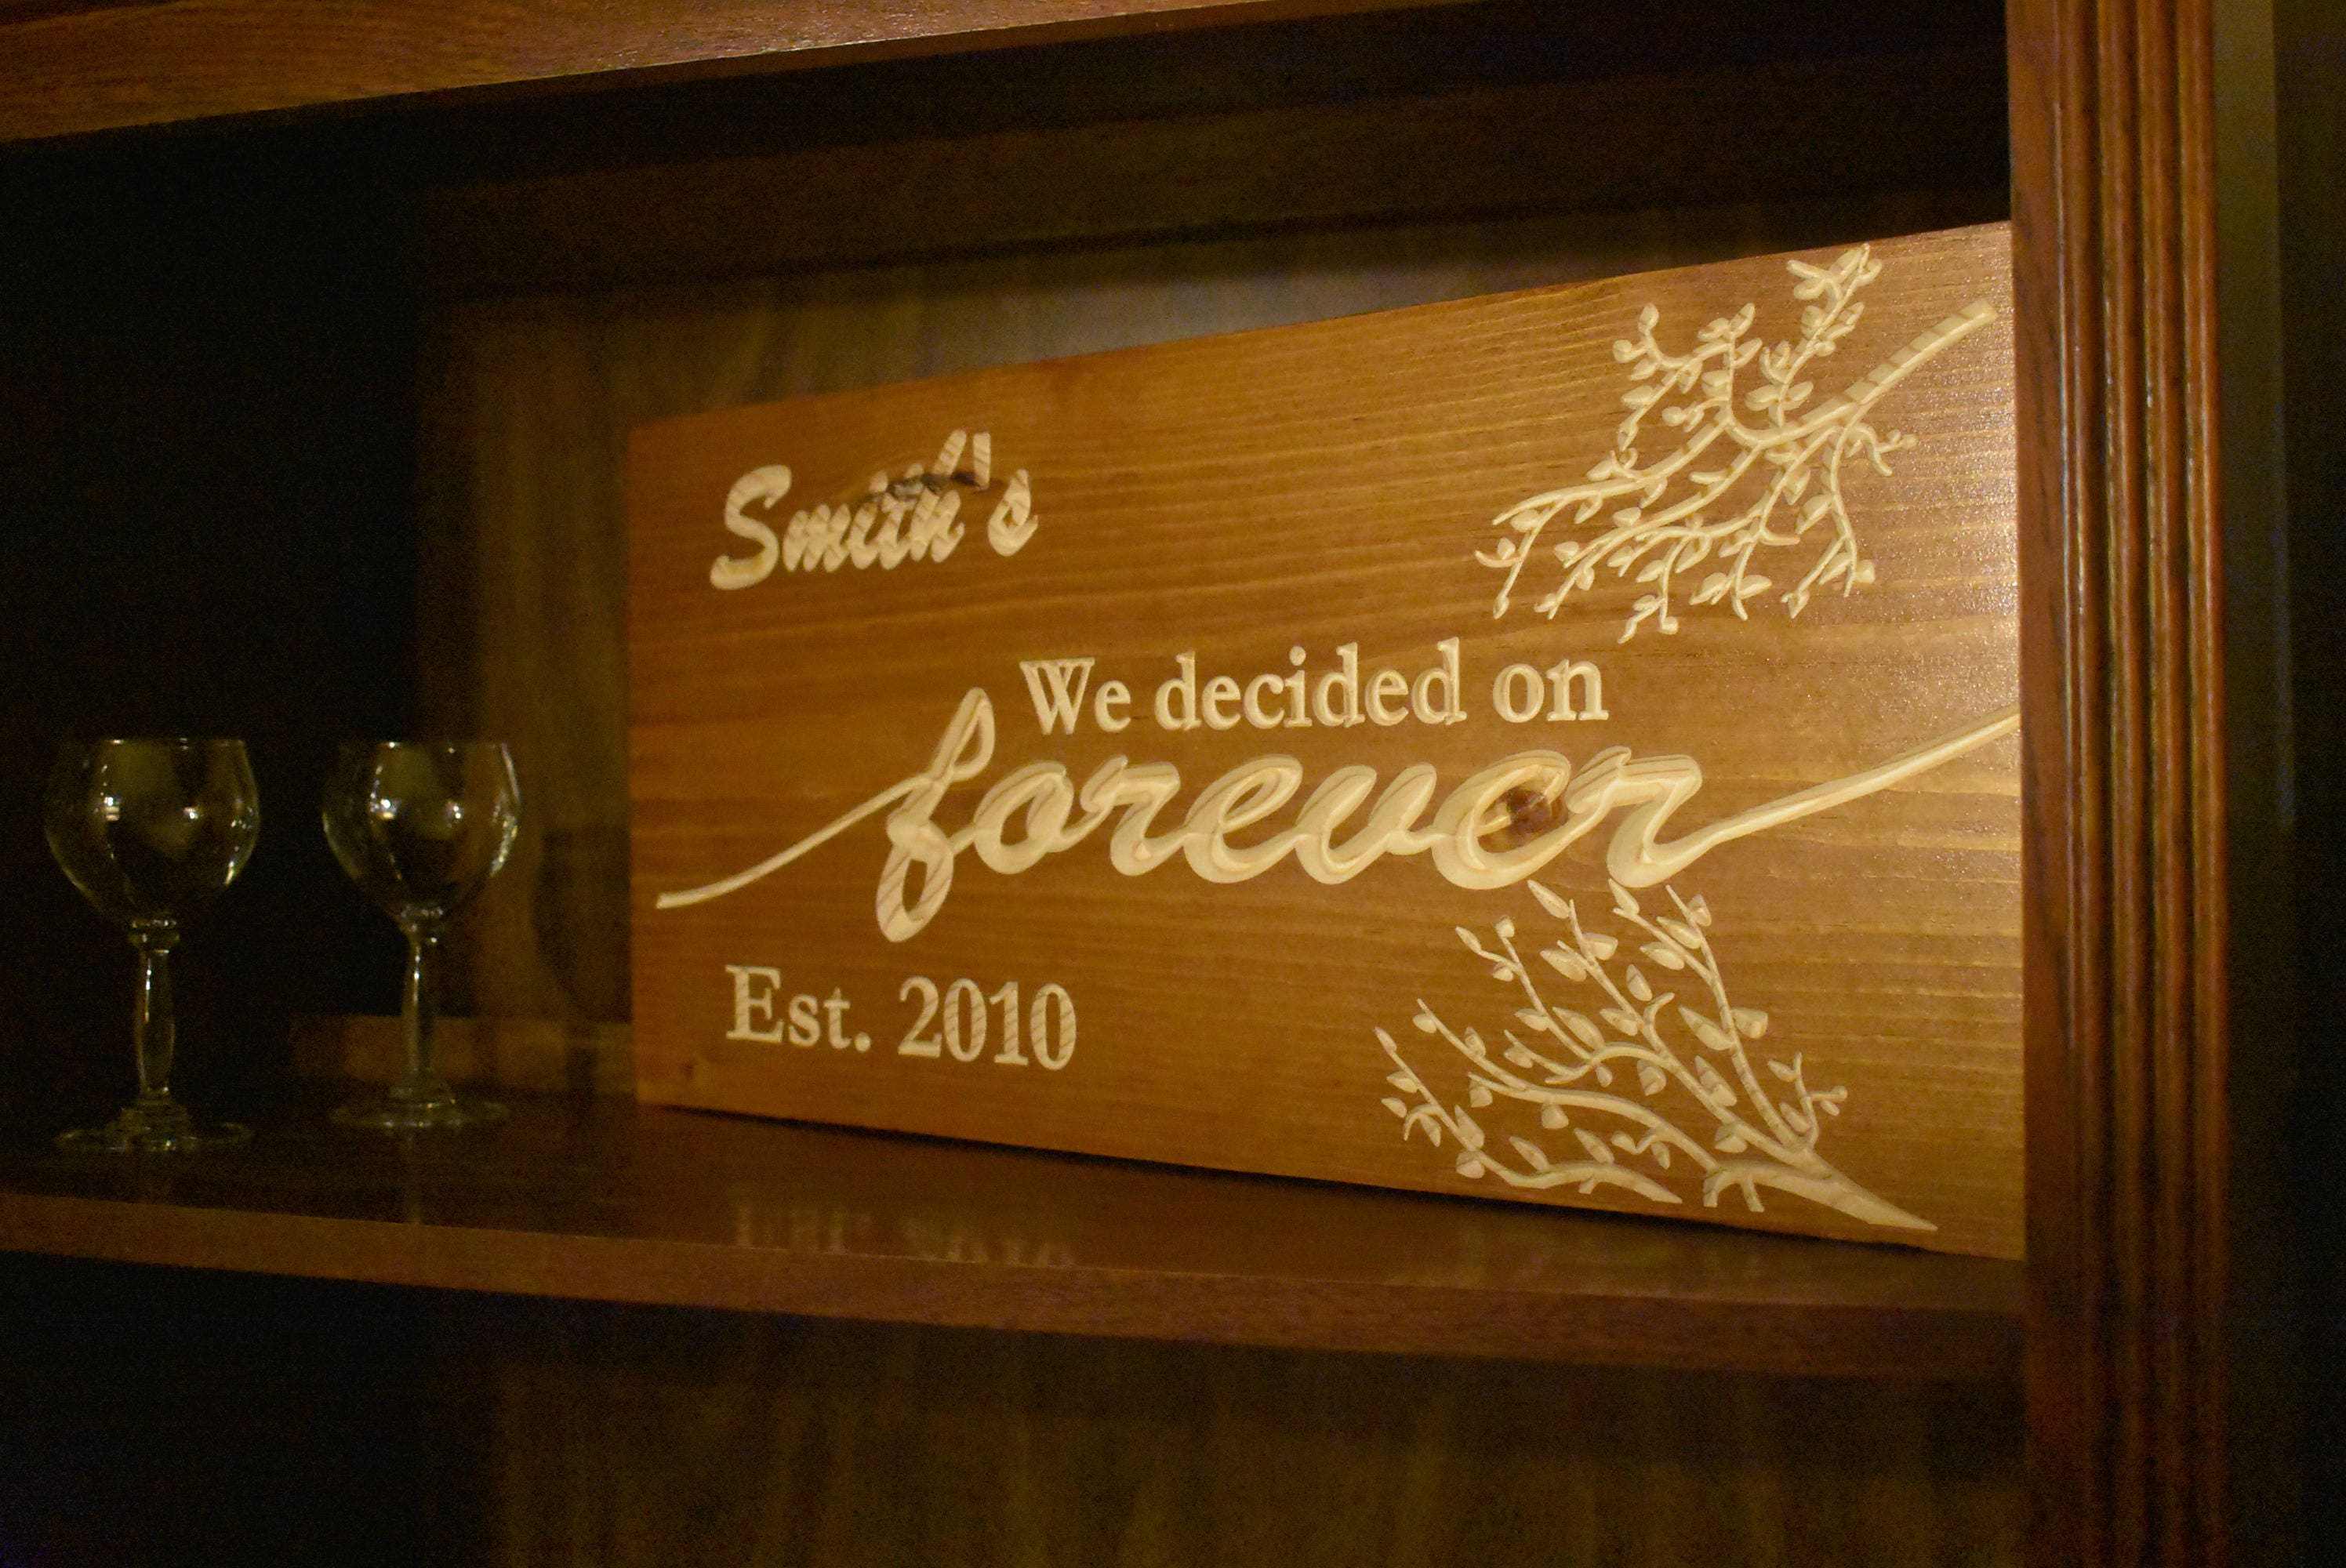 Smith's
We decided on
forever
Est. 2010